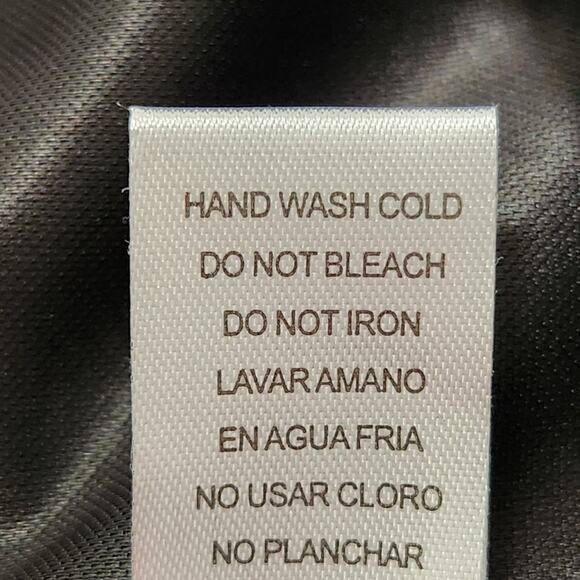 HAND WASH COLD
DO NOT BLEACH
DO NOT IRON
LAVAR AMANO
EN AGUA FRIA
NO USAR CLORO
NO PLANCHAR